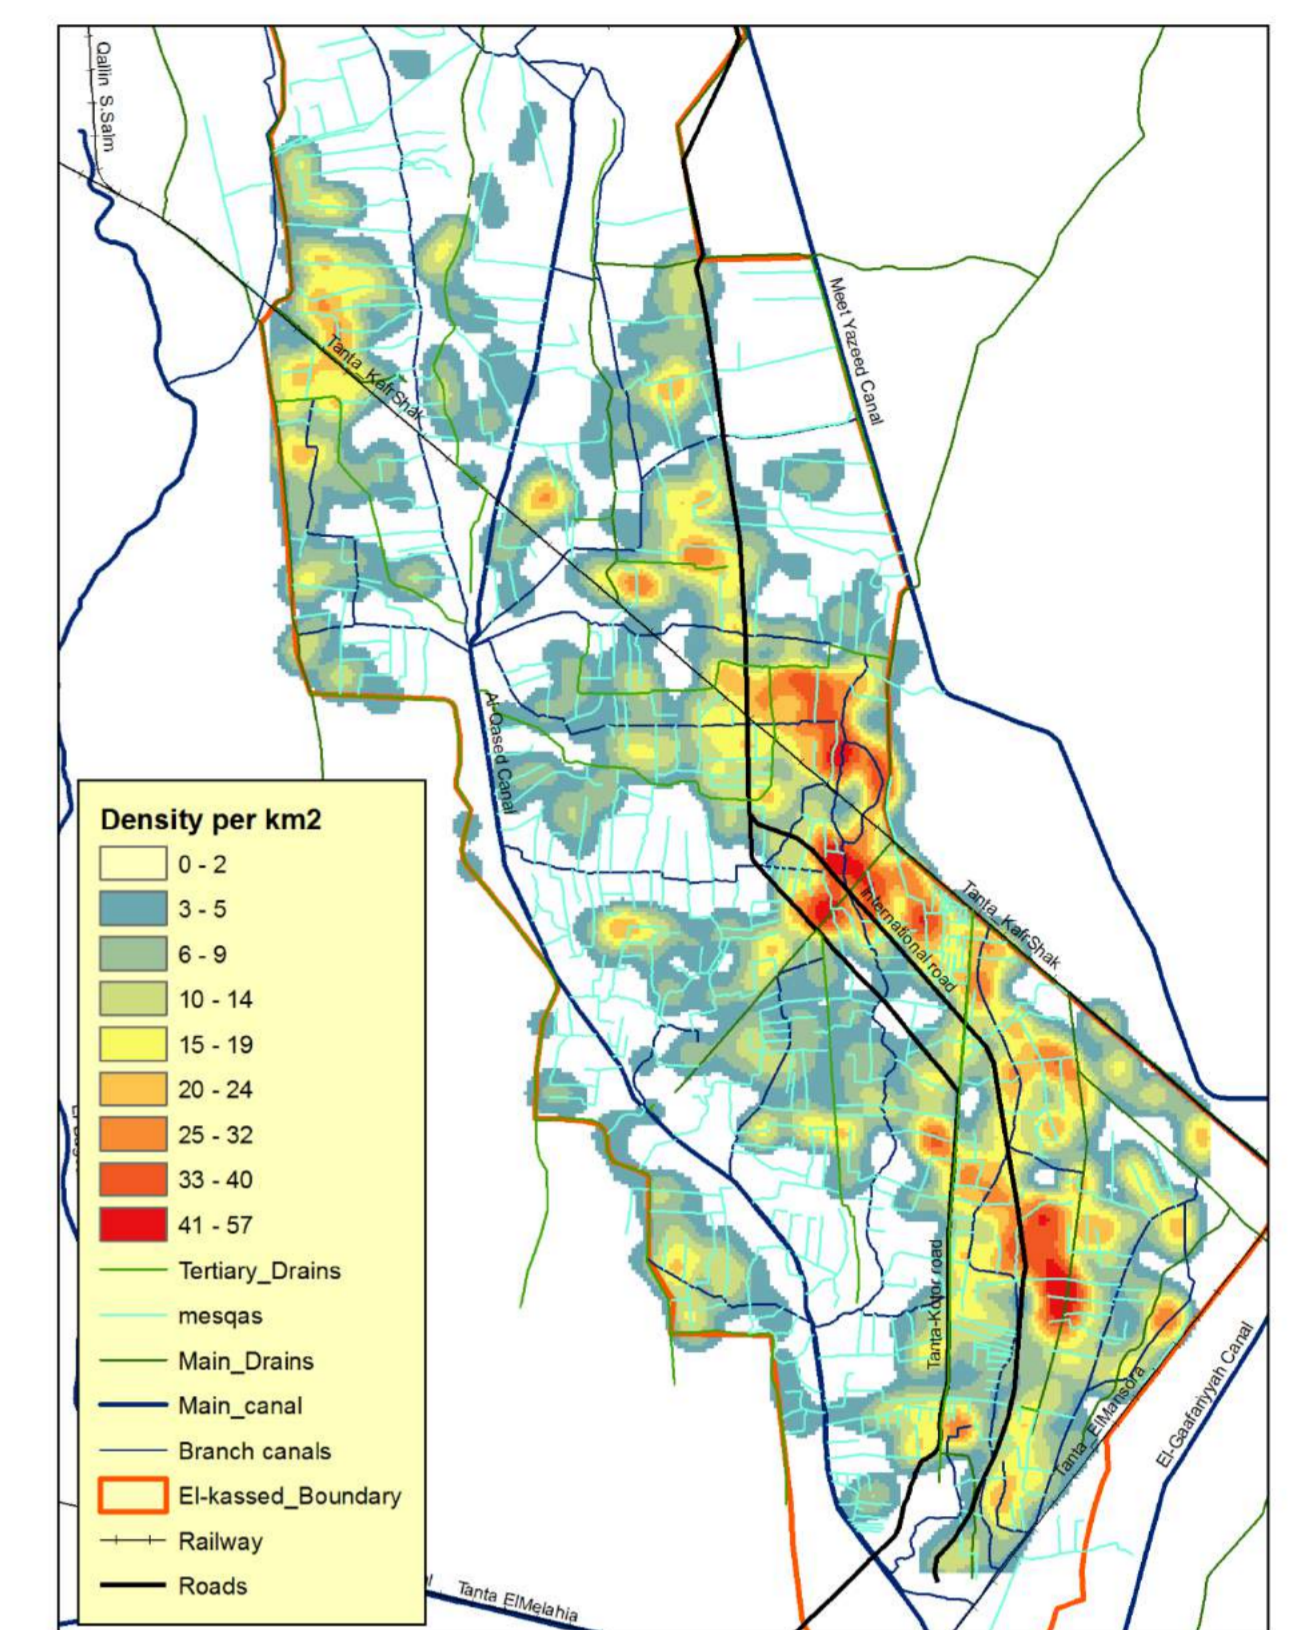 Qallin S.Salm
Meet Yazeed Canal
Tanta_KafrShak
Al-Qased Canal
Tanta_KafrShak
International road
Tanta-Kotor road
Tanta_ElMansora
El-Gaafariyyah Canal
Tanta ElMelahia
Density per km2
0 - 2
3 - 5
6 - 9
10 - 14
15 - 19
20 - 24
25 - 32
33 - 40
41 - 57
Tertiary_Drains
mesqas
Main_Drains
Main_canal
Branch canals
El-kassed_Boundary
Railway
Roads